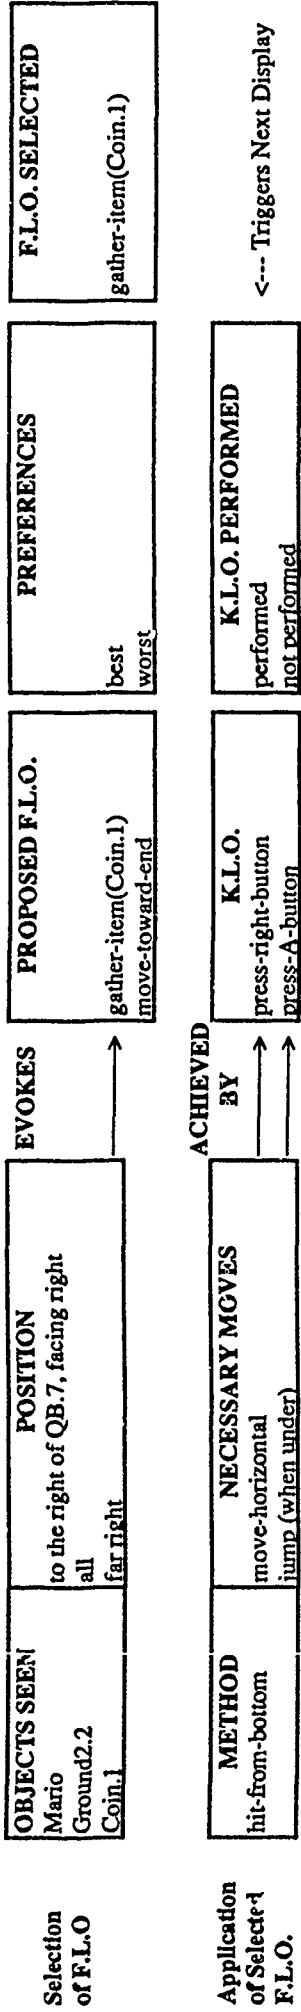 Selection
of F.L.O
OBJECTS SEEN
Mario
Ground2.2
Coin.1
POSITION
to the right of QB.7, facing right
all
far right
EVOKES
PROPOSED F.L.O.
gather-item(Coin.1)
move-toward-end
PREFERENCES
best
worst
F.L.O. SELECTED
gather-item(Coin.1)
Application
of Selected
F.L.O.
METHOD
hit-from-bottom
NECESSARY MOVES
move-horizontal
jump (when under)
ACHIEVED
BY
K.L.O.
press-right-button
press-A-button
K.L.O. PERFORMED
performed
not performed
<--- Triggers Next Display